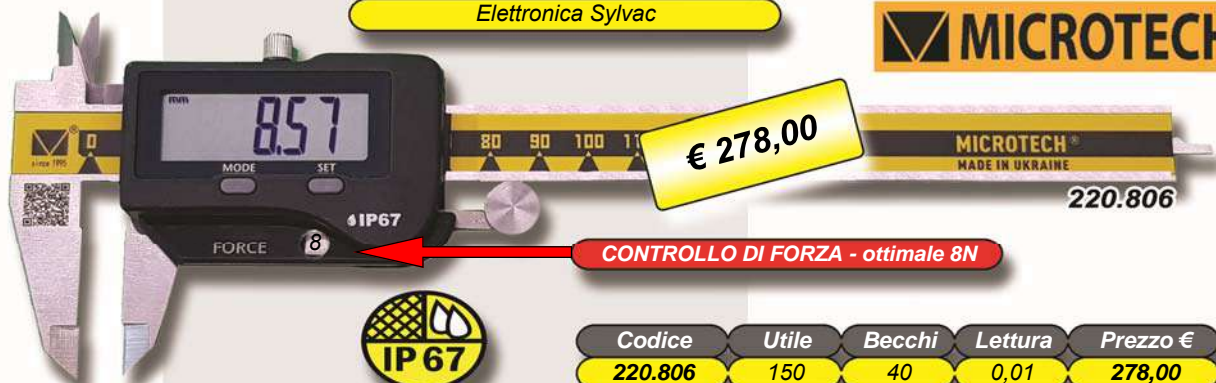 Elettronica Sylvac
MICROTECH
mm
8.57
MODE SET
IP67
FORCE 8
since 1995
0
80 90 100 11
€ 278,00
MICROTECH®
MADE IN UKRAINE
220.806
CONTROLLO DI FORZA - ottimale 8N
IP 67
Codice Utile Becchi Lettura Prezzo €
220.806 150 40 0,01 278,00